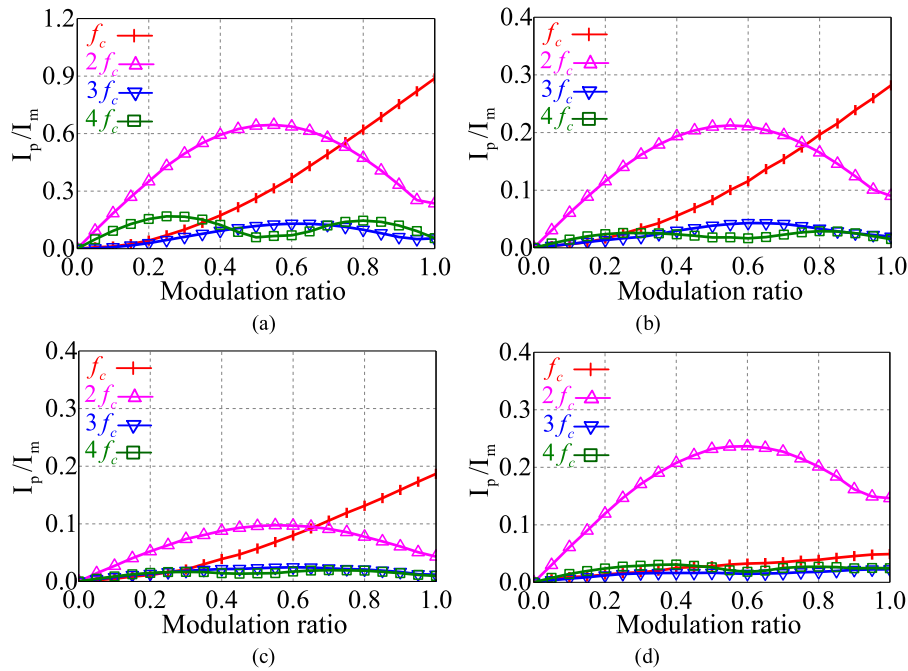 1.2
0.9
0.6
0.3
0.0
I_p/I_m
f_c
2f_c
3f_c
4f_c
0.0 0.2 0.4 0.6 0.8 1.0
Modulation ratio
(a)
0.4
0.3
0.2
0.1
0.0
I_p/I_m
f_c
2f_c
3f_c
4f_c
0.0 0.2 0.4 0.6 0.8 1.0
Modulation ratio
(b)
0.4
0.3
0.2
0.1
0.0
I_p/I_m
f_c
2f_c
3f_c
4f_c
0.0 0.2 0.4 0.6 0.8 1.0
Modulation ratio
(c)
0.4
0.3
0.2
0.1
0.0
I_p/I_m
f_c
2f_c
3f_c
4f_c
0.0 0.2 0.4 0.6 0.8 1.0
Modulation ratio
(d)